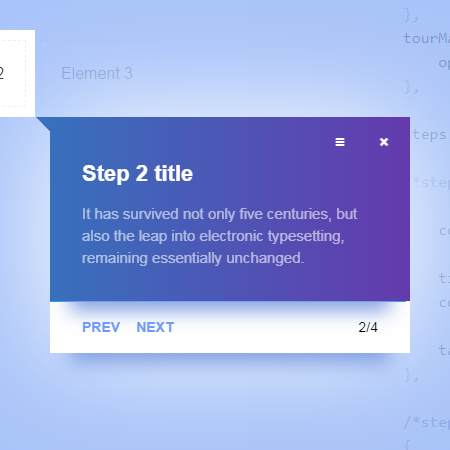 },
tourMa
op
},
2
Element 3
steps
Step 2 title
*step
It has survived not only five centuries, but
also the leap into electronic typesetting,
remaining essentially unchanged.
co
ti
co
PREV NEXT 2/4
ta
},
/*step
{